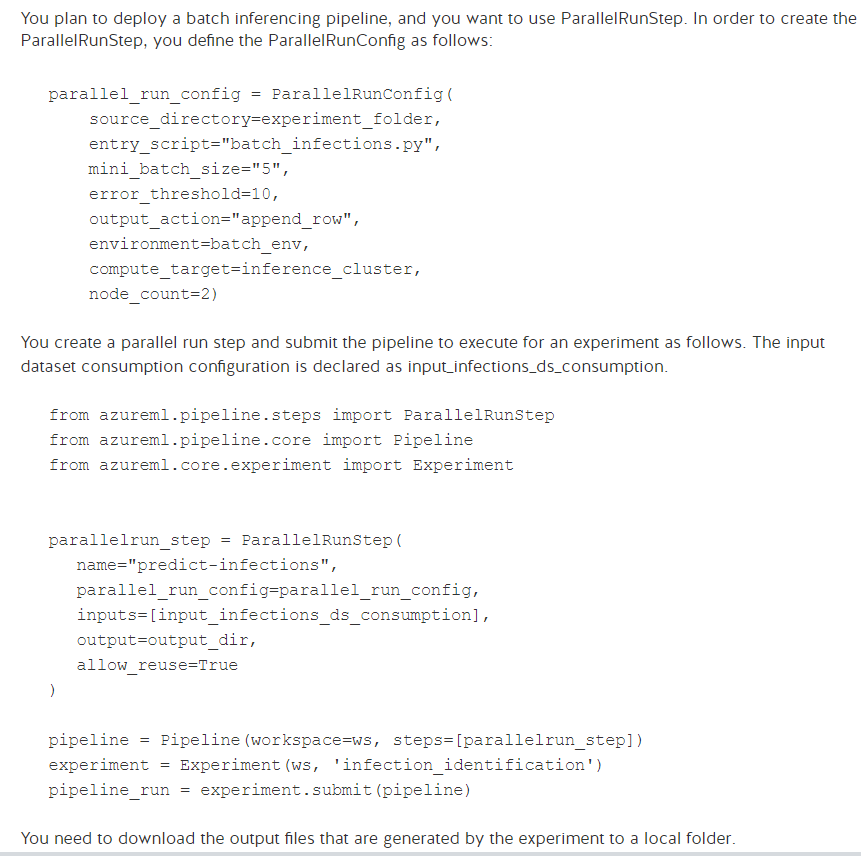 You plan to deploy a batch inferencing pipeline, and you want to use ParallelRunStep. In order to create the
ParallelRunStep, you define the ParallelRunConfig as follows:
parallel_run_config = ParallelRunConfig(
    source_directory=experiment_folder,
    entry_script="batch_infections.py",
    mini_batch_size="5",
    error_threshold=10,
    output_action="append_row",
    environment=batch_env,
    compute_target=inference_cluster,
    node_count=2)
You create a parallel run step and submit the pipeline to execute for an experiment as follows. The input
dataset consumption configuration is declared as input_infections_ds_consumption.
from azureml.pipeline.steps import ParallelRunStep
from azureml.pipeline.core import Pipeline
from azureml.core.experiment import Experiment
parallelrun_step = ParallelRunStep(
   name="predict-infections",
   parallel_run_config=parallel_run_config,
   inputs=[input_infections_ds_consumption],
   output=output_dir,
   allow_reuse=True
)
pipeline = Pipeline(workspace=ws, steps=[parallelrun_step])
experiment = Experiment(ws, 'infection_identification')
pipeline_run = experiment.submit(pipeline)
You need to download the output files that are generated by the experiment to a local folder.